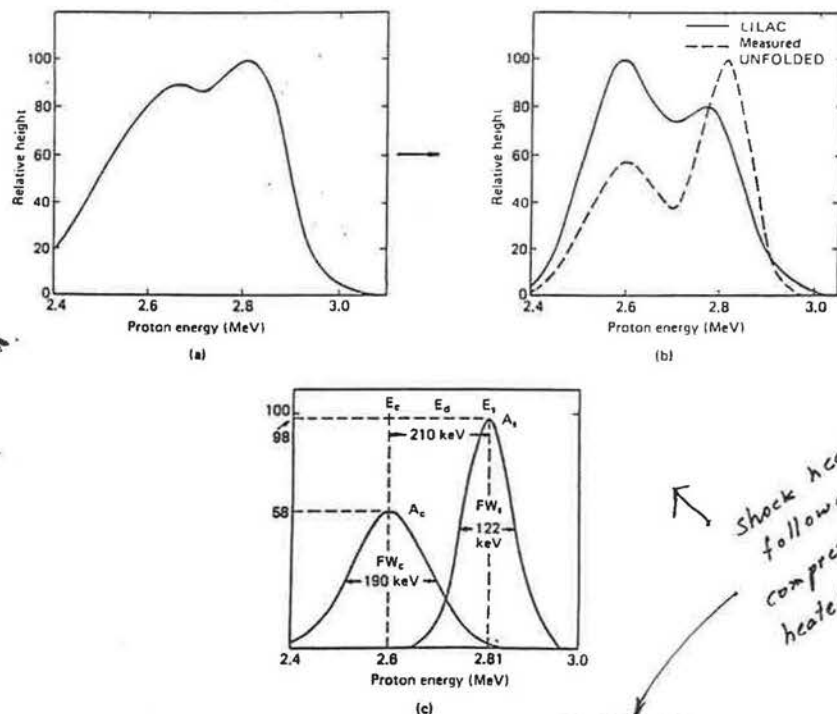 100
80
60
40
20
0
Relative height
2.4
2.6
2.8
3.0
Proton energy (MeV)
(a)
LILAC
Measured
UNFOLDED
100
80
60
40
20
0
Relative height
2.4
2.6
2.8
3.0
Proton energy (MeV)
(b)
100
98
58
E_c
E_d
E_s
A_s
210 keV
A_c
FW_s
122
keV
FW_c
190 keV
2.4
2.6
2.81
3.0
Proton energy (MeV)
(c)
shock
follow
heate